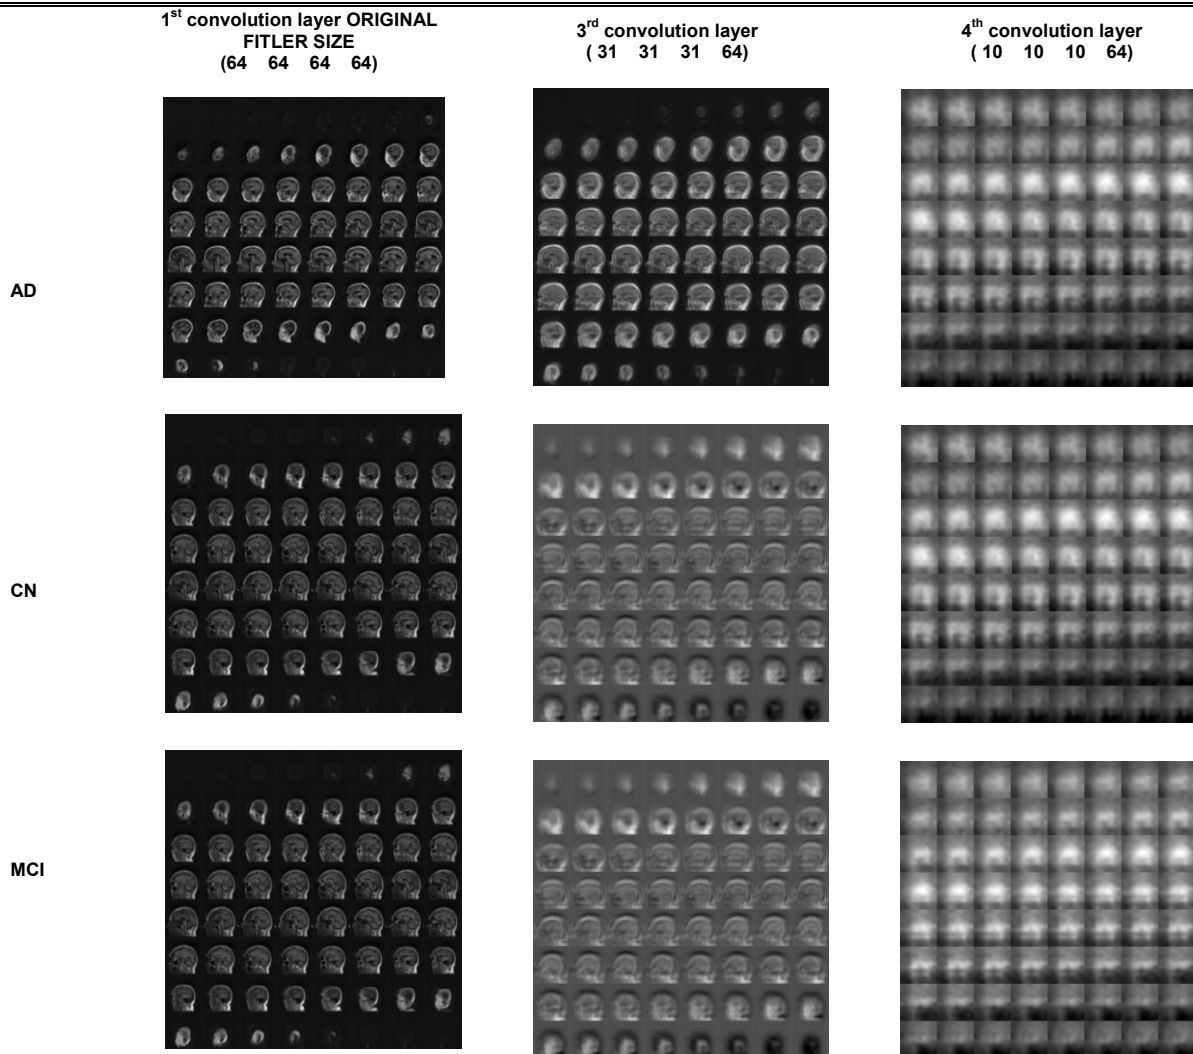 1st convolution layer ORIGINAL
FITLER SIZE
(64 64 64 64)
3rd convolution layer
( 31 31 31 64)
4th convolution layer
( 10 10 10 64)
AD
CN
MCI